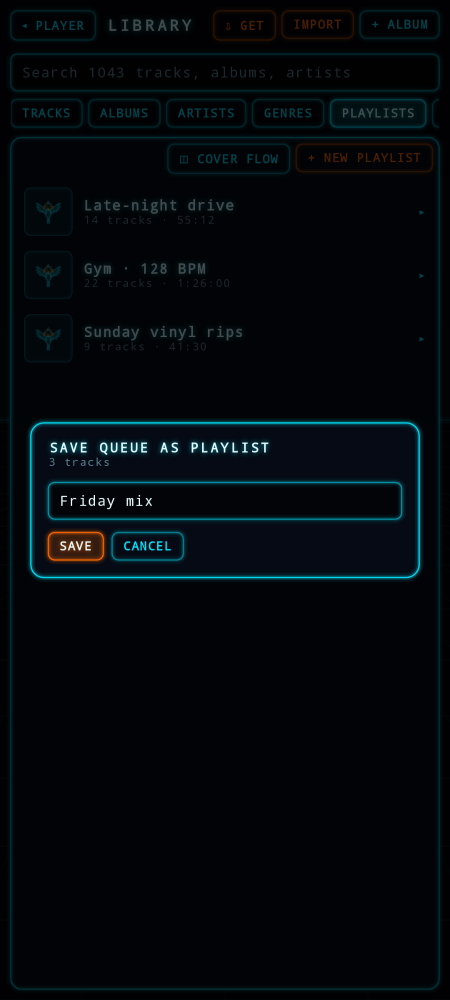 ◂ PLAYER
LIBRARY
⇩ GET
IMPORT
+ ALBUM
Search 1043 tracks, albums, artists
TRACKS
ALBUMS
ARTISTS
GENRES
PLAYLISTS
◫ COVER FLOW
+ NEW PLAYLIST
Late-night drive
14 tracks · 55:12
Gym · 128 BPM
22 tracks · 1:26:00
Sunday vinyl rips
9 tracks · 41:30
SAVE QUEUE AS PLAYLIST
3 tracks
Friday mix
SAVE
CANCEL